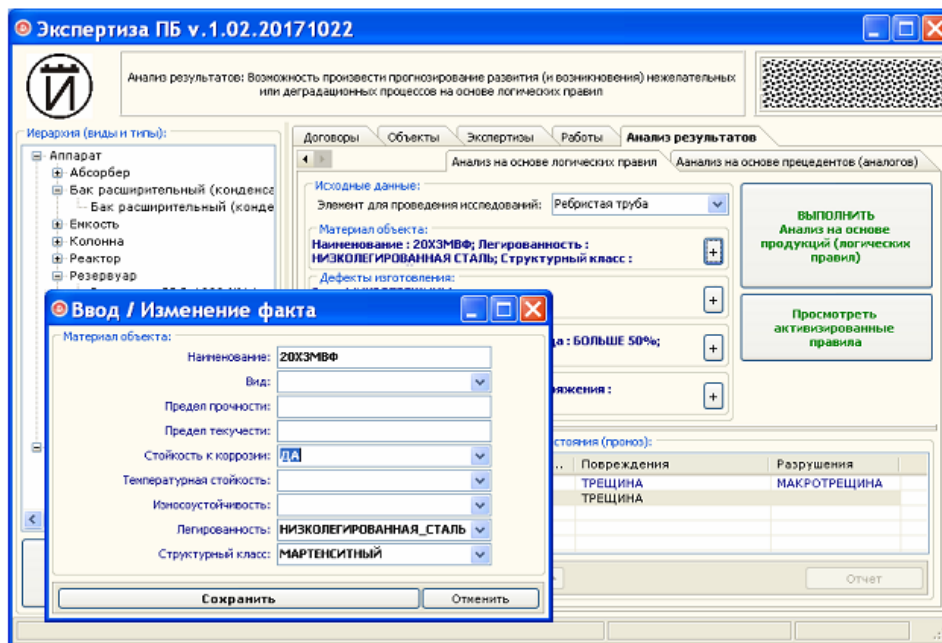 Экспертиза ПБ v.1.02.20171022
Анализ результатов: Возможность произвести прогнозирование развития (и возникновения) нежелательных
или деградационных процессов на основе логических правил
Иерархия (виды и типы):
Аппарат
Абсорбер
Бак расширительный (конденса
Бак расширительный (конде
Емкость
Колонна
Реактор
Резервуар
Договоры
Объекты
Экспертизы
Работы
Анализ результатов
Анализ на основе логических правил
Аанализ на основе прецедентов (аналогов)
Исходные данные:
Элемент для проведения исследований: Ребристая труба
Материал объекта:
Наименование : 20Х3МВФ; Легированность :
НИЗКОЛЕГИРОВАННАЯ СТАЛЬ; Структурный класс :
+
Дефекты изготовления:
+
да : БОЛЬШЕ 50%;
+
яжения :
+
ВЫПОЛНИТЬ
Анализ на основе
продукций (логических
правил)
Просмотреть
активизированные
правила
стояния (проноз):
... Повреждения Разрушения
ТРЕЩИНА МАКРОТРЕЩИНА
ТРЕЩИНА
Отчет
Ввод / Изменение факта
Материал объекта:
Наименование: 20Х3МВФ
Вид:
Предел прочности:
Предел текучести:
Стойкость к коррозии: ДА
Температурная стойкость:
Износоустойчивость:
Легированность: НИЗКОЛЕГИРОВАННАЯ_СТАЛЬ
Структурный класс: МАРТЕНСИТНЫЙ
Сохранить
Отменить